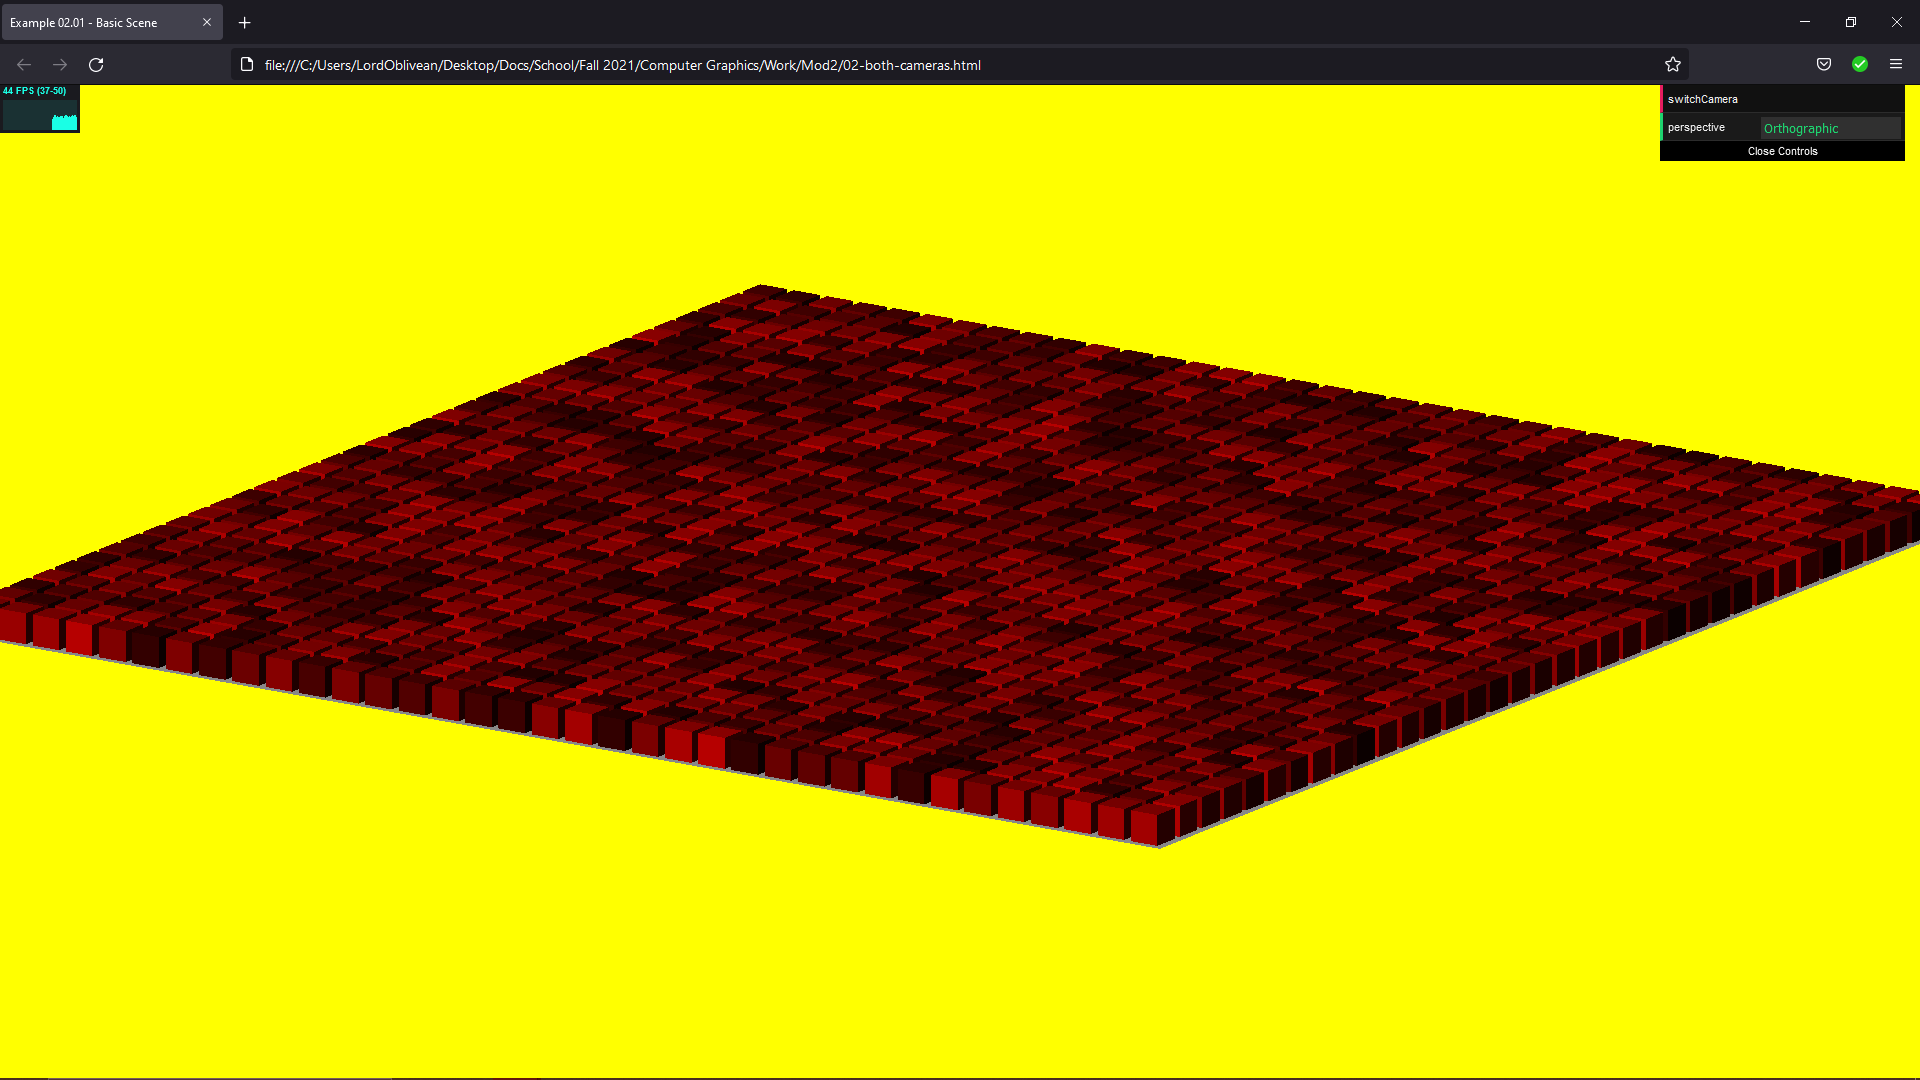 Example 02.01 - Basic Scene
file:///C:/Users/LordOblivean/Desktop/Docs/School/Fall 2021/Computer Graphics/Work/Mod2/02-both-cameras.html
44 FPS (37-50)
switchCamera
perspective Orthographic
Close Controls